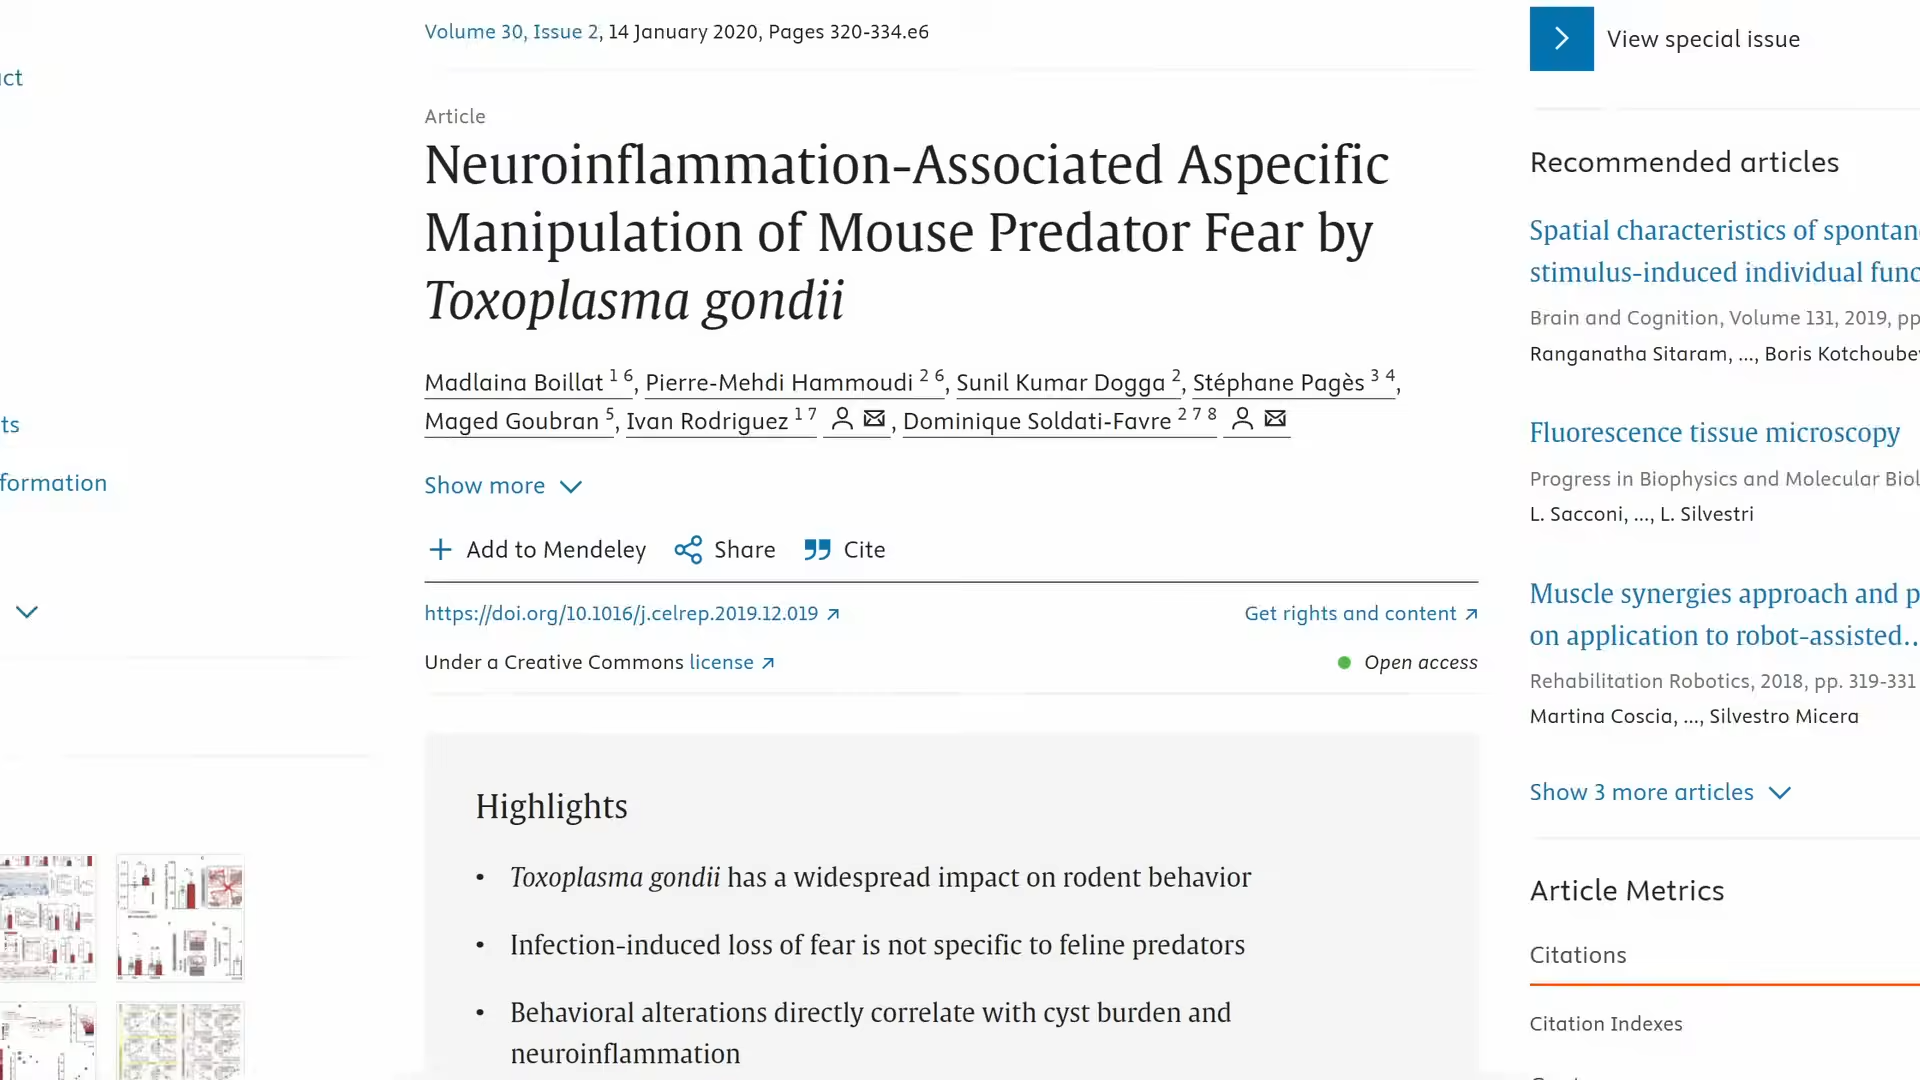 Volume 30, Issue 2, 14 January 2020, Pages 320-334.e6
Article
Neuroinflammation-Associated Aspecific
Manipulation of Mouse Predator Fear by
Toxoplasma gondii
Madlaina Boillat 1 6, Pierre-Mehdi Hammoudi 2 6, Sunil Kumar Dogga 2, Stéphane Pagès 3 4,
Maged Goubran 5, Ivan Rodriguez 1 7, Dominique Soldati-Favre 2 7 8
Show more
Add to Mendeley Share Cite
https://doi.org/10.1016/j.celrep.2019.12.019 Get rights and content
Under a Creative Commons license Open access
Highlights
• Toxoplasma gondii has a widespread impact on rodent behavior
• Infection-induced loss of fear is not specific to feline predators
• Behavioral alterations directly correlate with cyst burden and
neuroinflammation
ct
ts
formation
View special issue
Recommended articles
Spatial characteristics of spontan
stimulus-induced individual func
Brain and Cognition, Volume 131, 2019, pp
Ranganatha Sitaram, ..., Boris Kotchoube
Fluorescence tissue microscopy
Progress in Biophysics and Molecular Biol
L. Sacconi, ..., L. Silvestri
Muscle synergies approach and p
on application to robot-assisted..
Rehabilitation Robotics, 2018, pp. 319-331
Martina Coscia, ..., Silvestro Micera
Show 3 more articles
Article Metrics
Citations
Citation Indexes